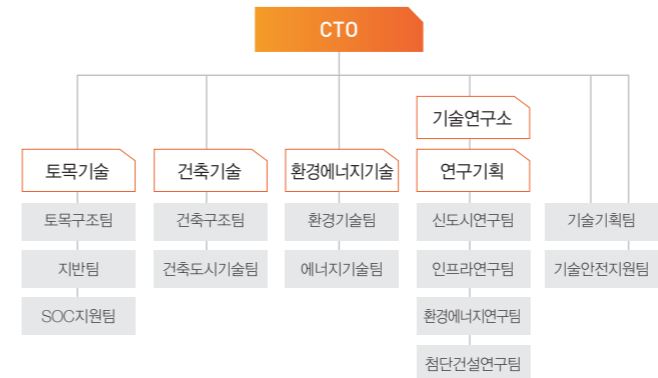 CTO
기술연구소
토목기술
건축기술
환경에너지기술
연구기획
토목구조팀
건축구조팀
환경기술팀
신도시연구팀
기술기획팀
지반팀
건축도시기술팀
에너지기술팀
인프라연구팀
기술안전지원팀
SOC지원팀
환경에너지연구팀
첨단건설연구팀